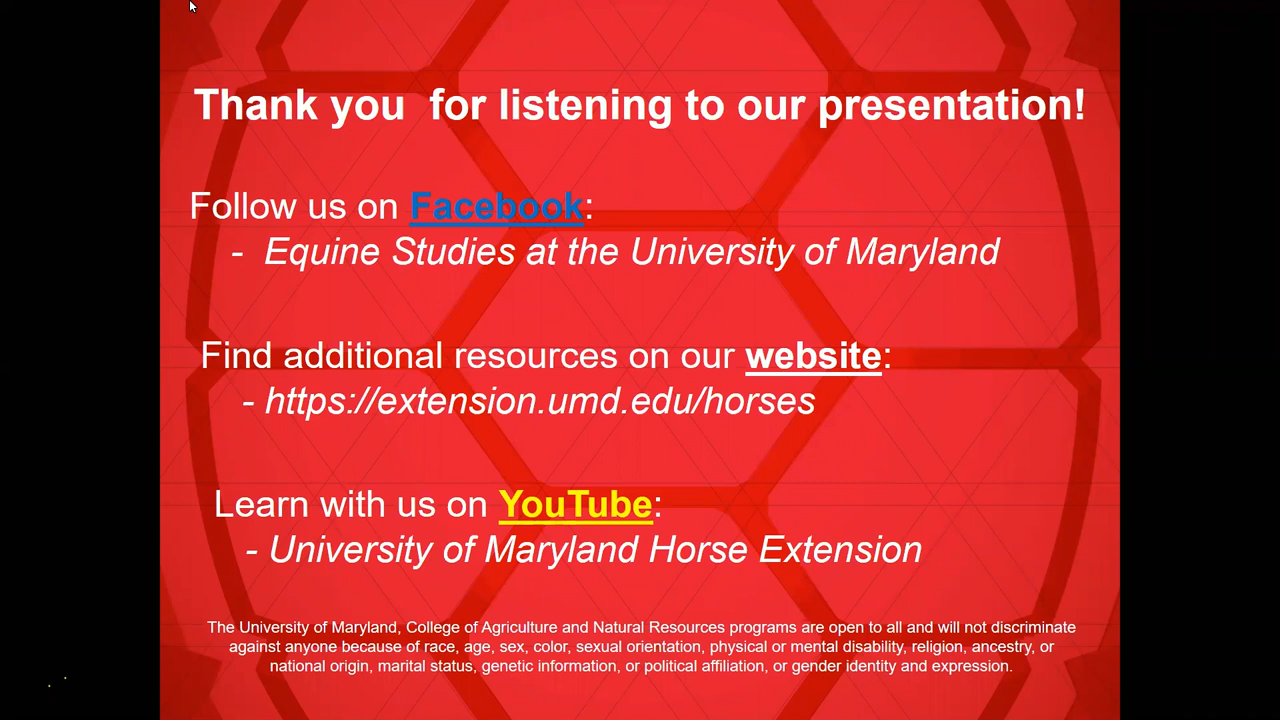 Thank you  for listening to our presentation!
Follow us on Facebook:
-  Equine Studies at the University of Maryland
Find additional resources on our website:
- https://extension.umd.edu/horses
Learn with us on YouTube:
- University of Maryland Horse Extension
The University of Maryland, College of Agriculture and Natural Resources programs are open to all and will not discriminate
against anyone because of race, age, sex, color, sexual orientation, physical or mental disability, religion, ancestry, or
national origin, marital status, genetic information, or political affiliation, or gender identity and expression.